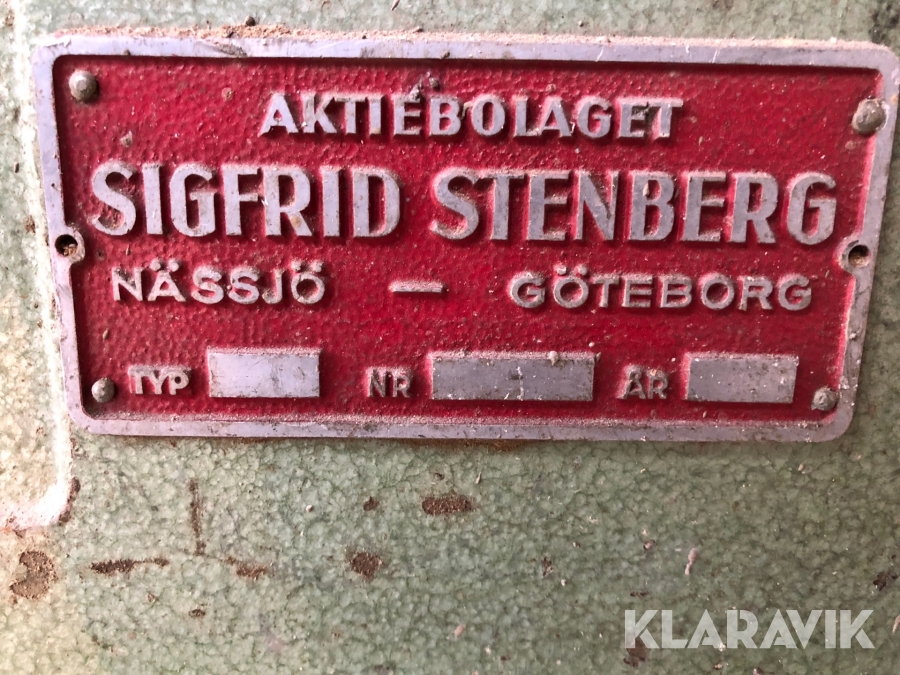 AKTIEBOLAGET
SIGFRID STENBERG
NÄSSJÖ — GÖTEBORG
TYP NR ÅR
KLARAVIK